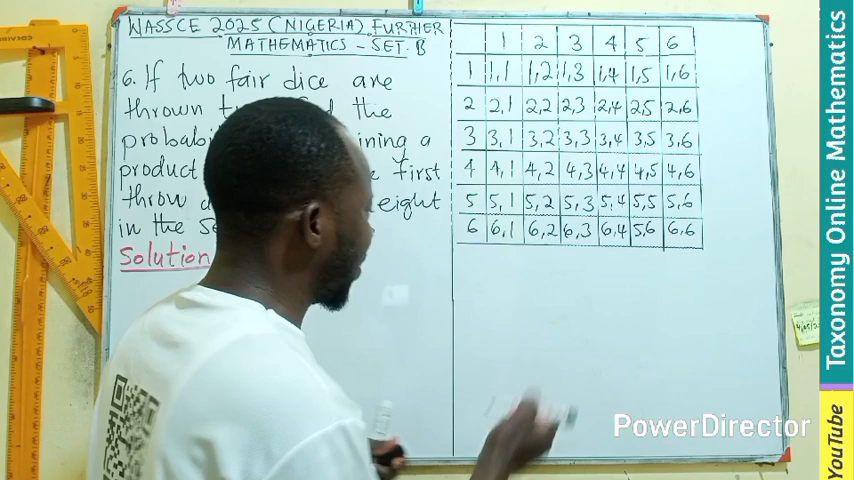 WASSCE 2025 (NIGERIA) FURTHER
MATHEMATICS - SET B
6. If two fair dice are
thrown the
ining a
product first
throw eight
in the
Solution
1 2 3 4 5 6
1 1,1 1,2 1,3 1,4 1,5 1,6
2 2,1 2,2 2,3 2,4 2,5 2,6
3 3,1 3,2 3,3 3,4 3,5 3,6
4 4,1 4,2 4,3 4,4 4,5 4,6
5 5,1 5,2 5,3 5,4 5,5 5,6
6 6,1 6,2 6,3 6,4 5,6 6,6
PowerDirector
Taxonomy Online Mathematics
YouTube